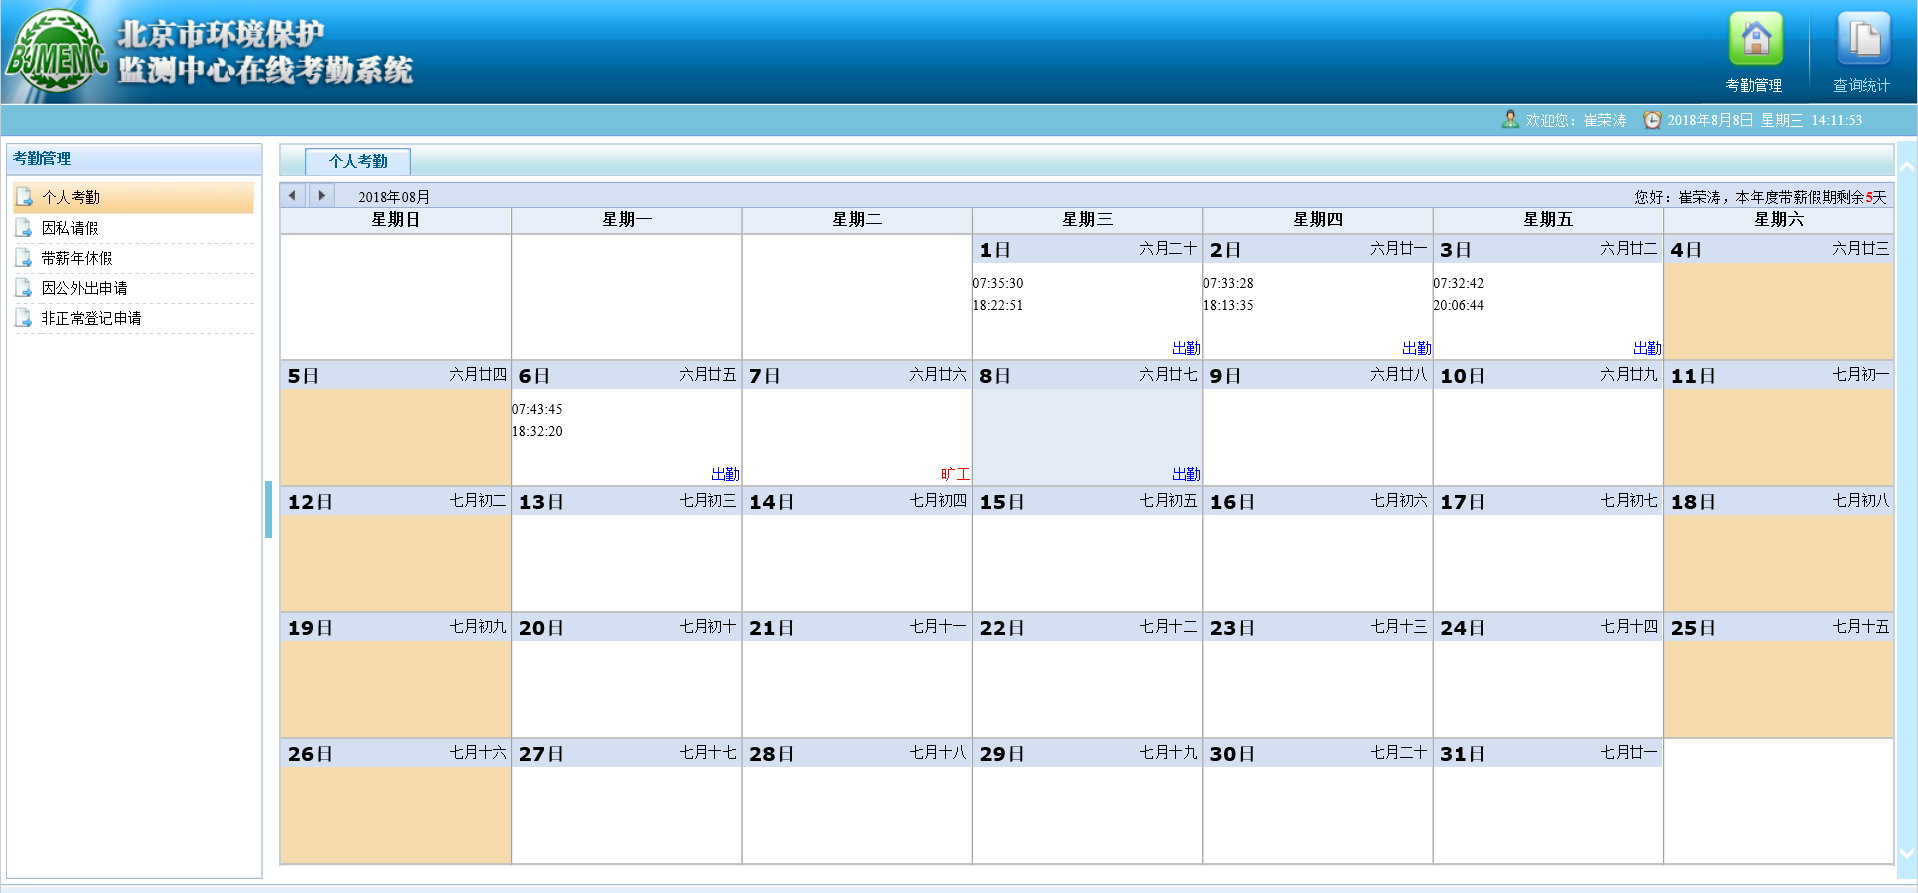 北京市环境保护
监测中心在线考勤系统
BJMEMC
考勤管理
查询统计
欢迎您：崔荣涛 2018年8月8日 星期三 14:11:53
考勤管理
个人考勤
因私请假
带薪年休假
因公外出申请
非正常登记申请
个人考勤
2018年08月
您好：崔荣涛，本年度带薪假期剩余5天
星期日 星期一 星期二 星期三 星期四 星期五 星期六
1日 六月二十 2日 六月廿一 3日 六月廿二 4日 六月廿三
07:35:30 07:33:28 07:32:42
18:22:51 18:13:35 20:06:44
出勤 出勤 出勤
5日 六月廿四 6日 六月廿五 7日 六月廿六 8日 六月廿七 9日 六月廿八 10日 六月廿九 11日 七月初一
07:43:45
18:32:20
出勤 旷工 出勤
12日 七月初二 13日 七月初三 14日 七月初四 15日 七月初五 16日 七月初六 17日 七月初七 18日 七月初八
19日 七月初九 20日 七月初十 21日 七月十一 22日 七月十二 23日 七月十三 24日 七月十四 25日 七月十五
26日 七月十六 27日 七月十七 28日 七月十八 29日 七月十九 30日 七月二十 31日 七月廿一